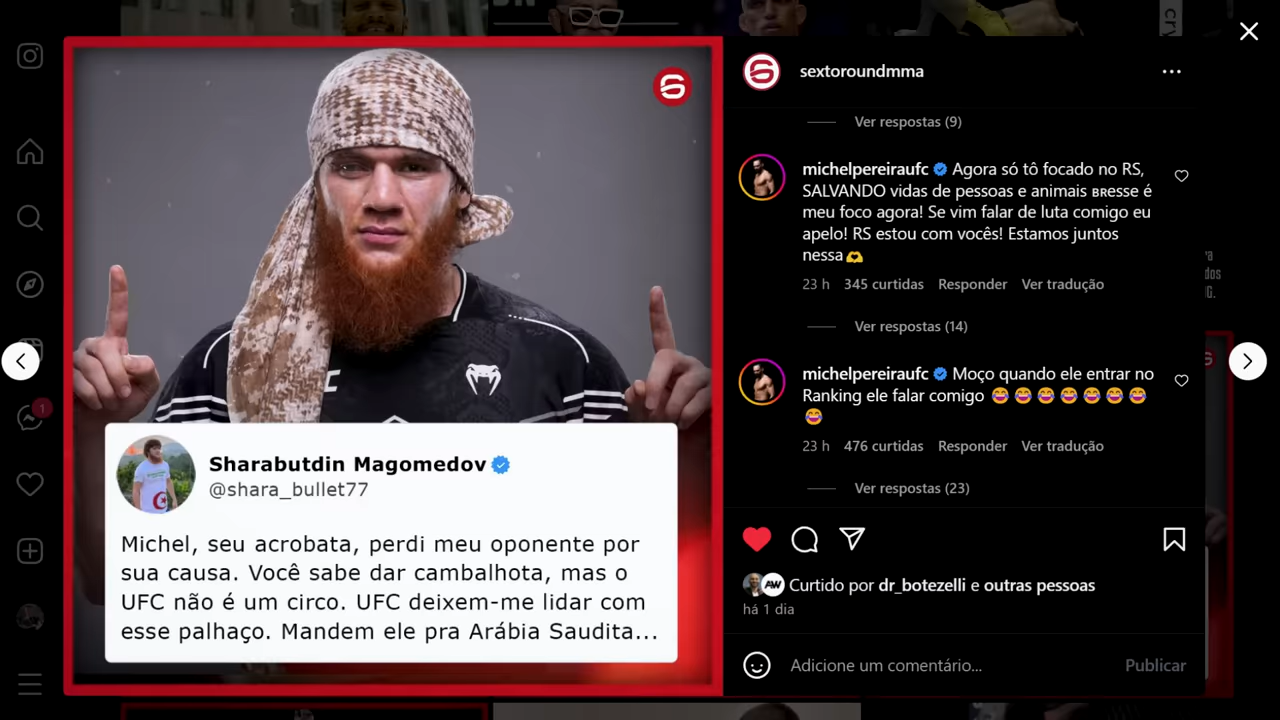 sextoroundmma
Ver respostas (9)
michelpereiraufc Agora só tô focado no RS,
SALVANDO vidas de pessoas e animais ʙʀesse é
meu foco agora! Se vim falar de luta comigo eu
apelo! RS estou com vocês! Estamos juntos
nessa🫶
23 h 345 curtidas Responder Ver tradução
Ver respostas (14)
michelpereiraufc Moço quando ele entrar no
Ranking ele falar comigo 😂😂😂😂😂😂😂
😂
23 h 476 curtidas Responder Ver tradução
Ver respostas (23)
Curtido por dr_botezelli e outras pessoas
há 1 dia
Adicione um comentário... Publicar
Sharabutdin Magomedov
@shara_bullet77
Michel, seu acrobata, perdi meu oponente por
sua causa. Você sabe dar cambalhota, mas o
UFC não é um circo. UFC deixem-me lidar com
esse palhaço. Mandem ele pra Arábia Saudita...
AW
1